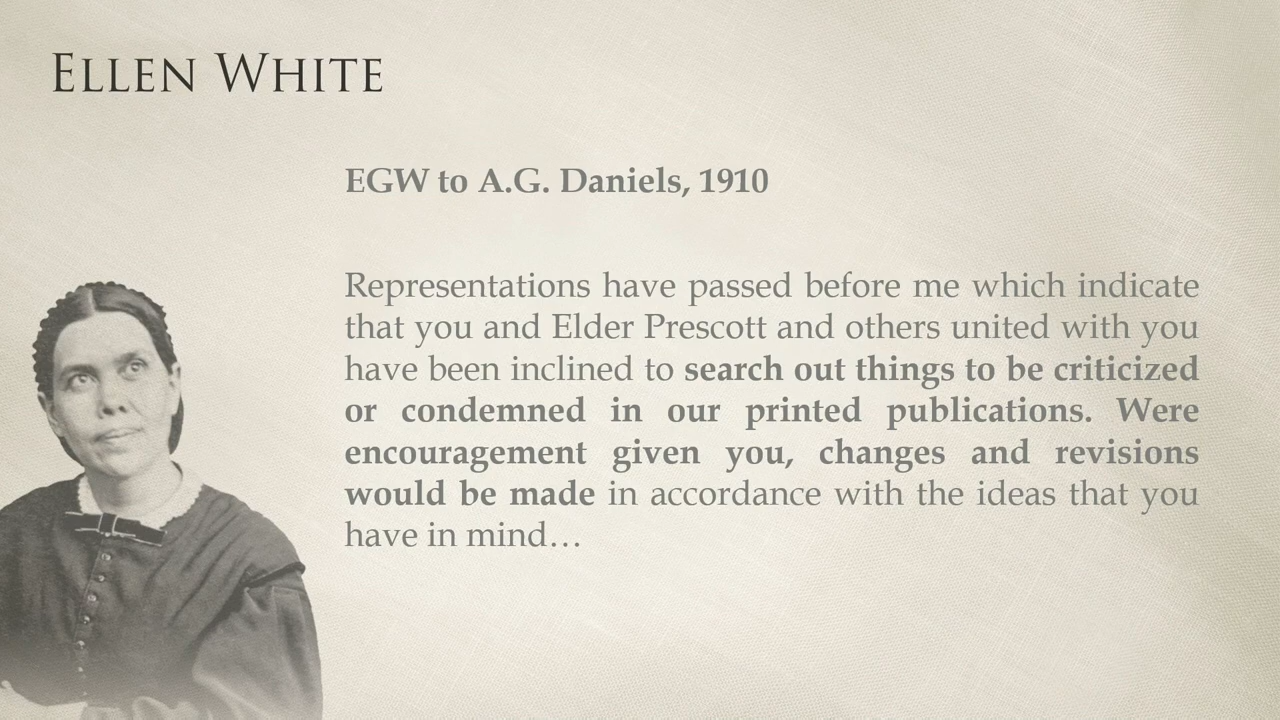 Ellen White
EGW to A.G. Daniels, 1910
Representations have passed before me which indicate
that you and Elder Prescott and others united with you
have been inclined to search out things to be criticized
or condemned in our printed publications. Were
encouragement given you, changes and revisions
would be made in accordance with the ideas that you
have in mind…